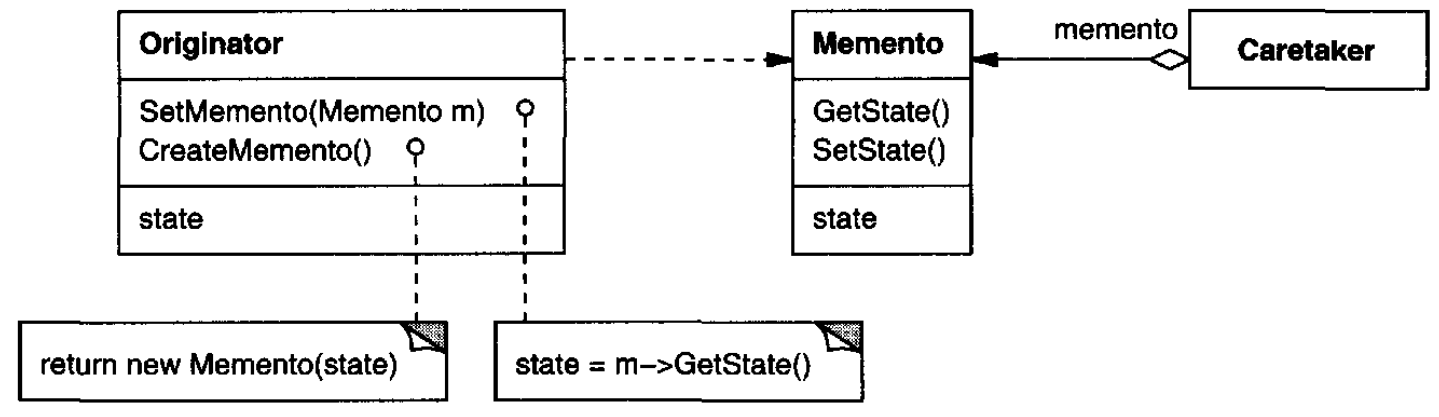 Originator
SetMemento(Memento m)
CreateMemento()
state
return new Memento(state)
state = m->GetState()
Memento
GetState()
SetState()
state
memento
Caretaker